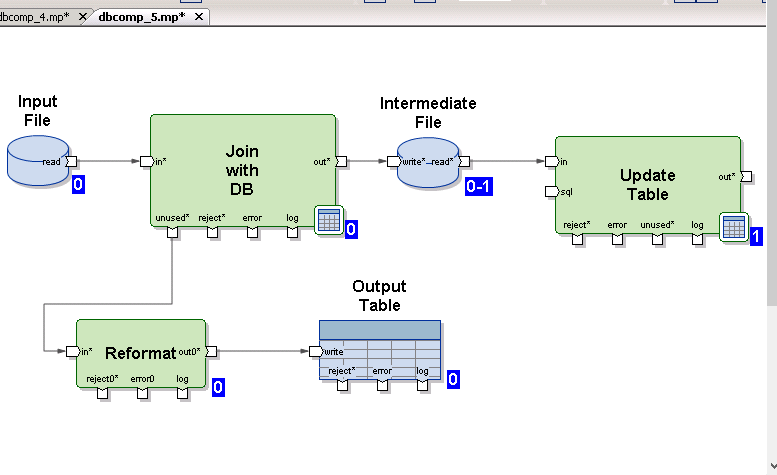 dbcomp_4.mp* dbcomp_5.mp*
Input
File
read
0
Join
with
DB
in*
out*
unused* reject* error log
0
Intermediate
File
write* read*
0-1
Update
Table
in
sql
out*
reject* error unused* log
1
Reformat
in*
out0*
reject0* error0 log
0
Output
Table
write
reject* error log
0